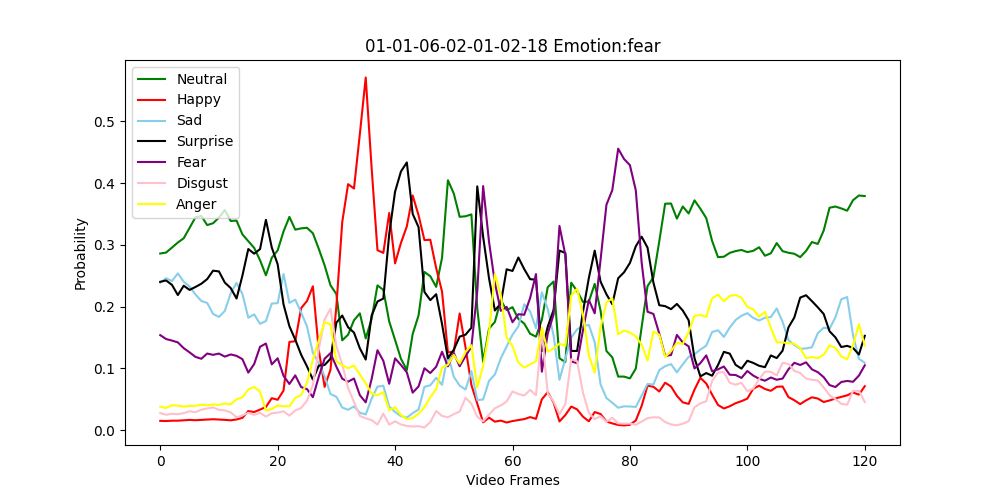 01-01-06-02-01-02-18 Emotion:fear
Neutral
Happy
Sad
Surprise
Fear
Disgust
Anger
0.5
0.4
0.3
0.2
0.1
0.0
Probability
0 20 40 60 80 100 120
Video Frames